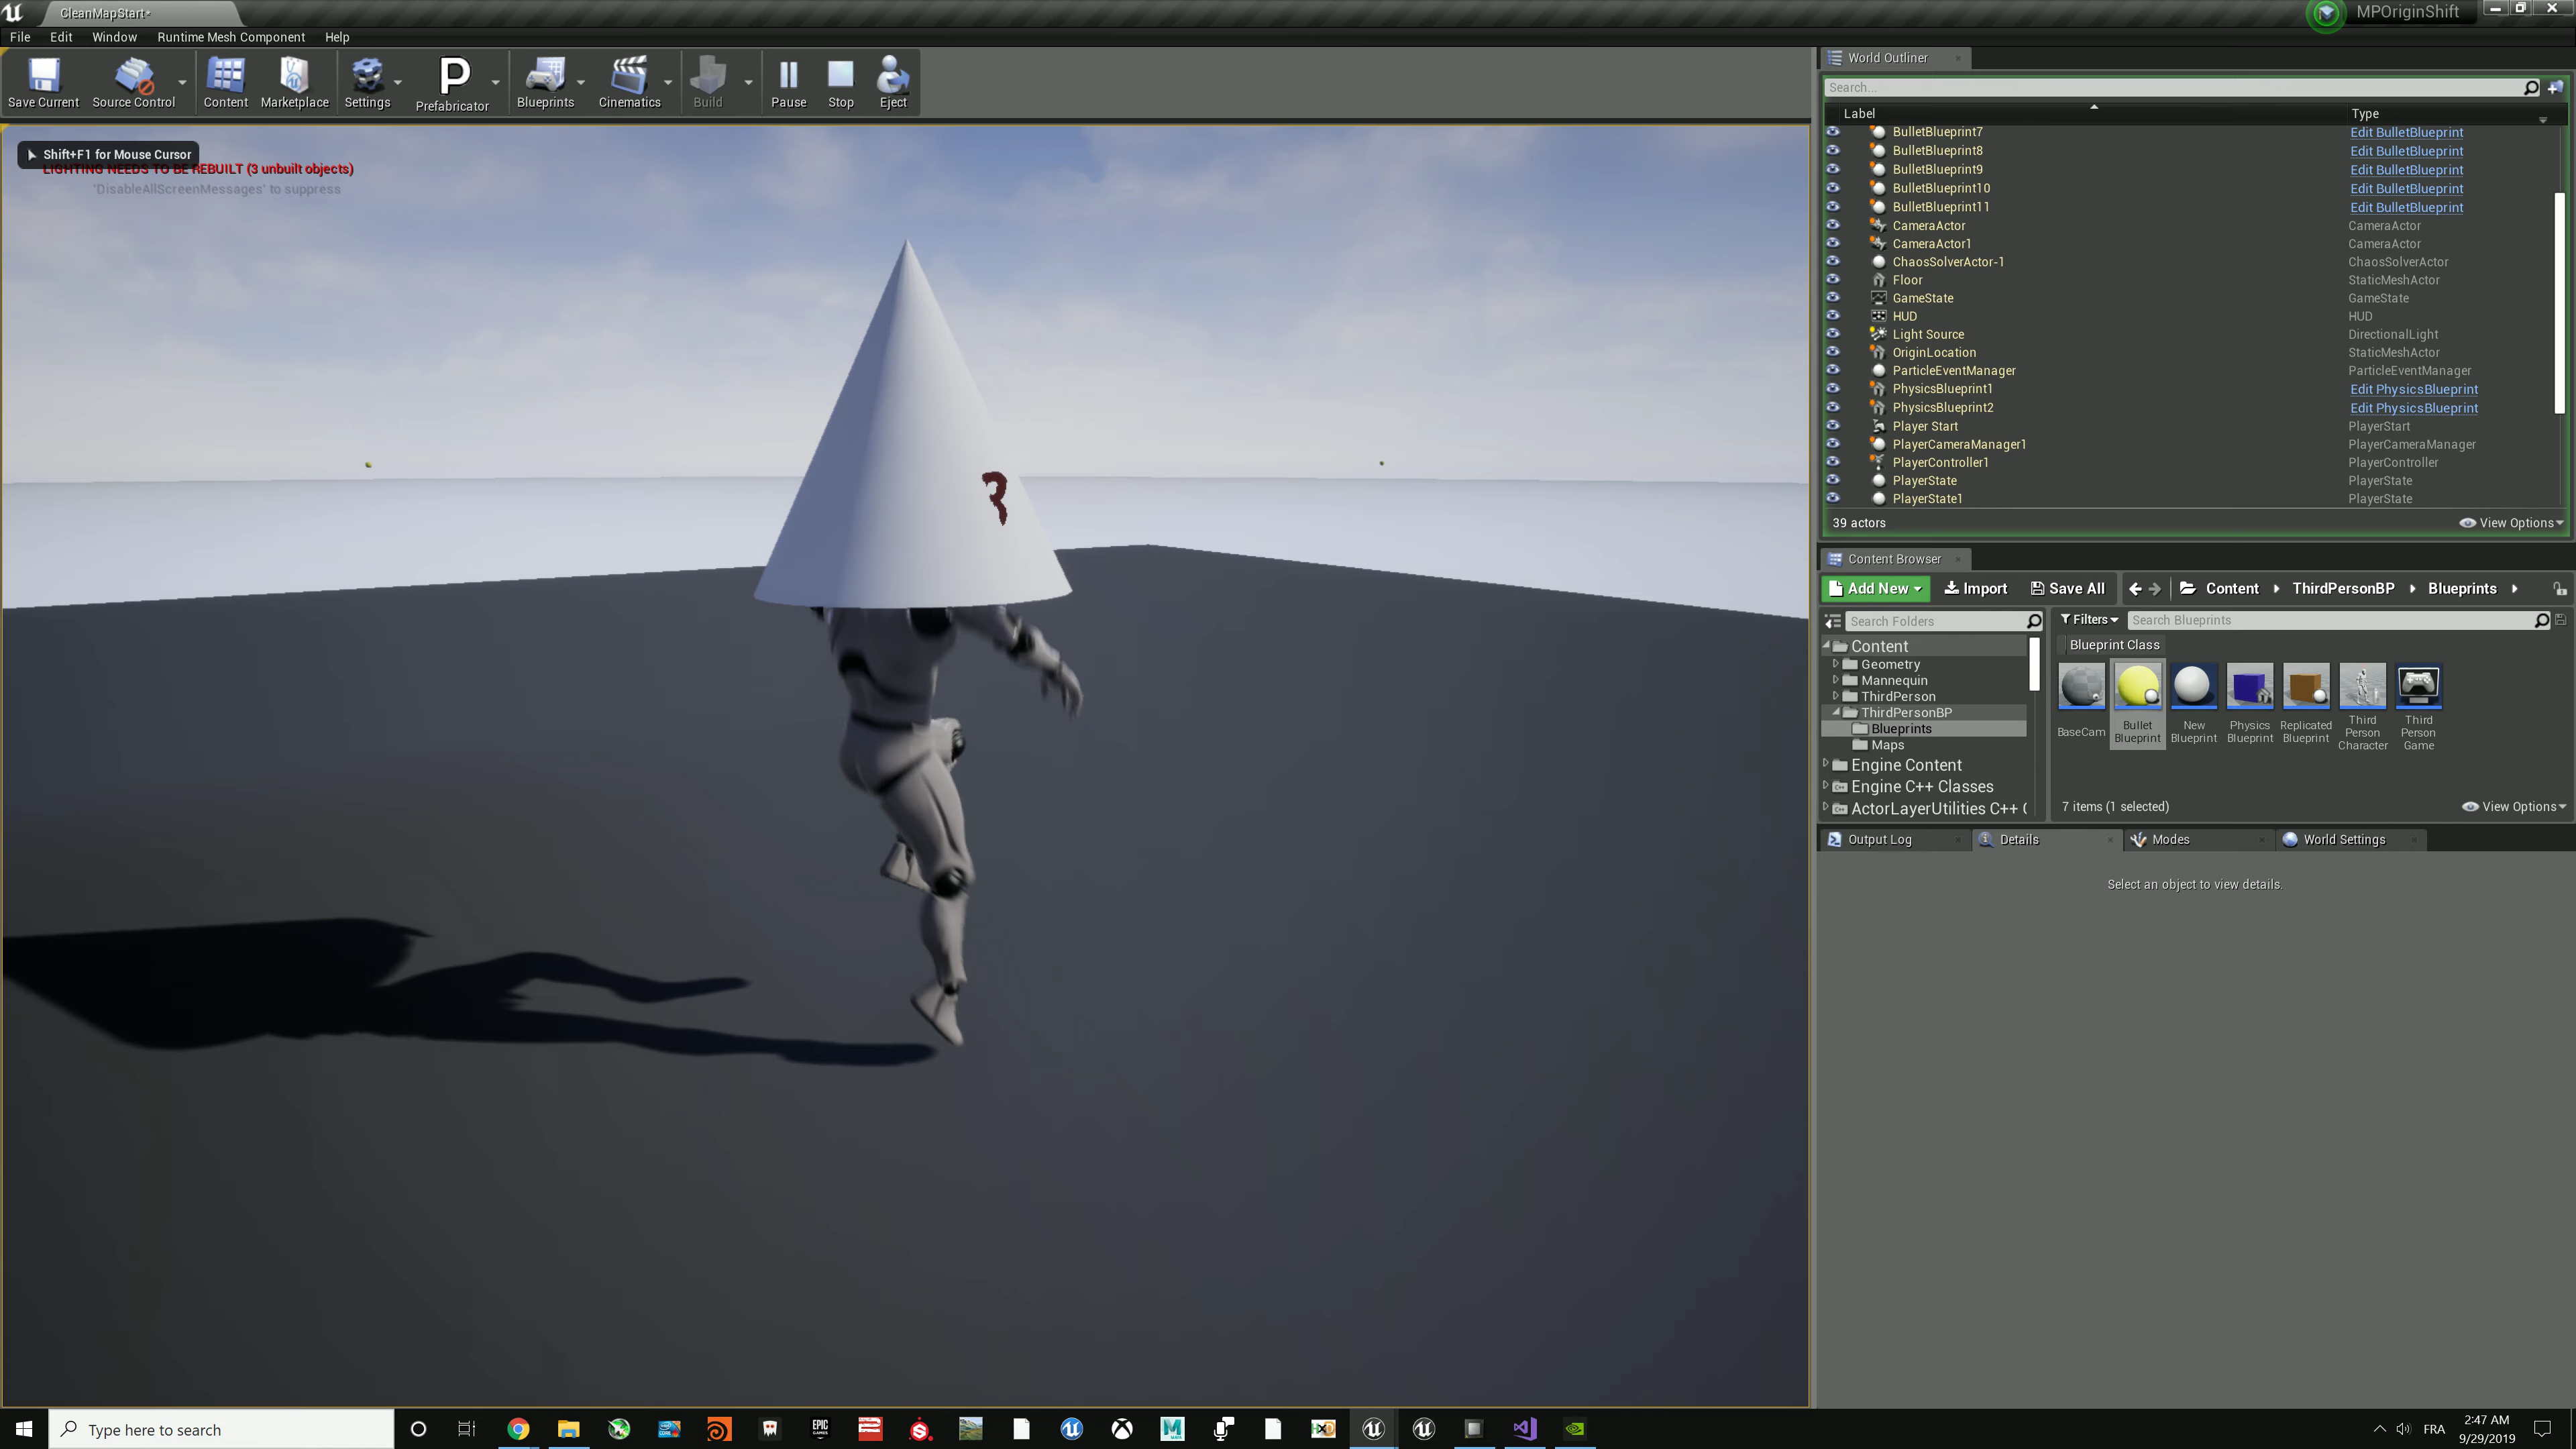 CleanMapStart•
MPOriginShift
File Edit Window Runtime Mesh Component Help
Save Current Source Control Content Marketplace Settings Prefabricator Blueprints Cinematics Build Pause Stop Eject
Shift+F1 for Mouse Cursor
LIGHTING NEEDS TO BE REBUILT (3 unbuilt objects)
'DisableAllScreenMessages' to suppress
World Outliner
Search...
Label Type
BulletBlueprint7 Edit BulletBlueprint
BulletBlueprint8 Edit BulletBlueprint
BulletBlueprint9 Edit BulletBlueprint
BulletBlueprint10 Edit BulletBlueprint
BulletBlueprint11 Edit BulletBlueprint
CameraActor CameraActor
CameraActor1 CameraActor
ChaosSolverActor-1 ChaosSolverActor
Floor StaticMeshActor
GameState GameState
HUD HUD
Light Source DirectionalLight
OriginLocation StaticMeshActor
ParticleEventManager ParticleEventManager
PhysicsBlueprint1 Edit PhysicsBlueprint
PhysicsBlueprint2 Edit PhysicsBlueprint
Player Start PlayerStart
PlayerCameraManager1 PlayerCameraManager
PlayerController1 PlayerController
PlayerState PlayerState
PlayerState1 PlayerState
39 actors View Options
Content Browser
Add New Import Save All Content ThirdPersonBP Blueprints
Search Folders
Filters Search Blueprints
Blueprint Class
Content
Geometry
Mannequin
ThirdPerson
ThirdPersonBP
Blueprints
Maps
Engine Content
Engine C++ Classes
ActorLayerUtilities C++ C
BaseCam
Bullet Blueprint
New Blueprint
Physics Blueprint
Replicated Blueprint
Third Person Character
Third Person Game
7 items (1 selected) View Options
Output Log Details Modes World Settings
Select an object to view details.
Type here to search
EPIC GAMES
FRA
2:47 AM
9/29/2019